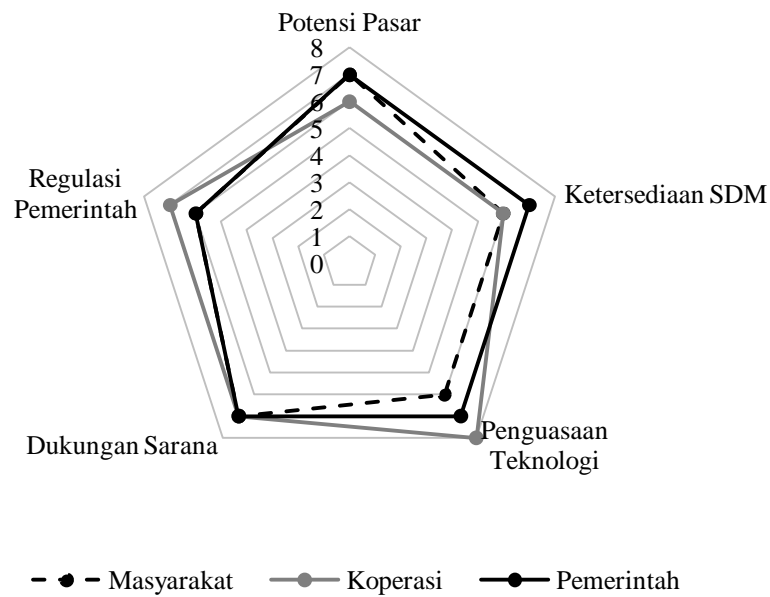 Potensi Pasar
8
7
6
5
4
3
2
1
0
Ketersediaan SDM
Regulasi
Pemerintah
Penguasaan
Teknologi
Dukungan Sarana
Masyarakat
Koperasi
Pemerintah